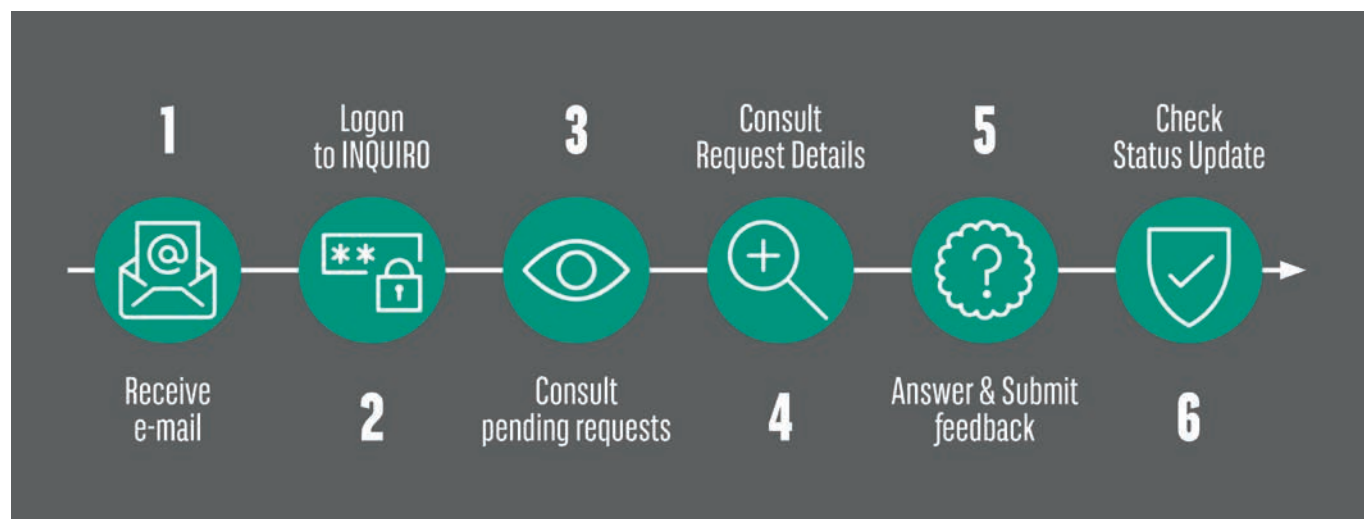 1
Receive
e-mail
Logon
to INQUIRO
**
2
3
Consult
pending requests
Consult
Request Details
4
5
?
Answer & Submit
feedback
Check
Status Update
6
@